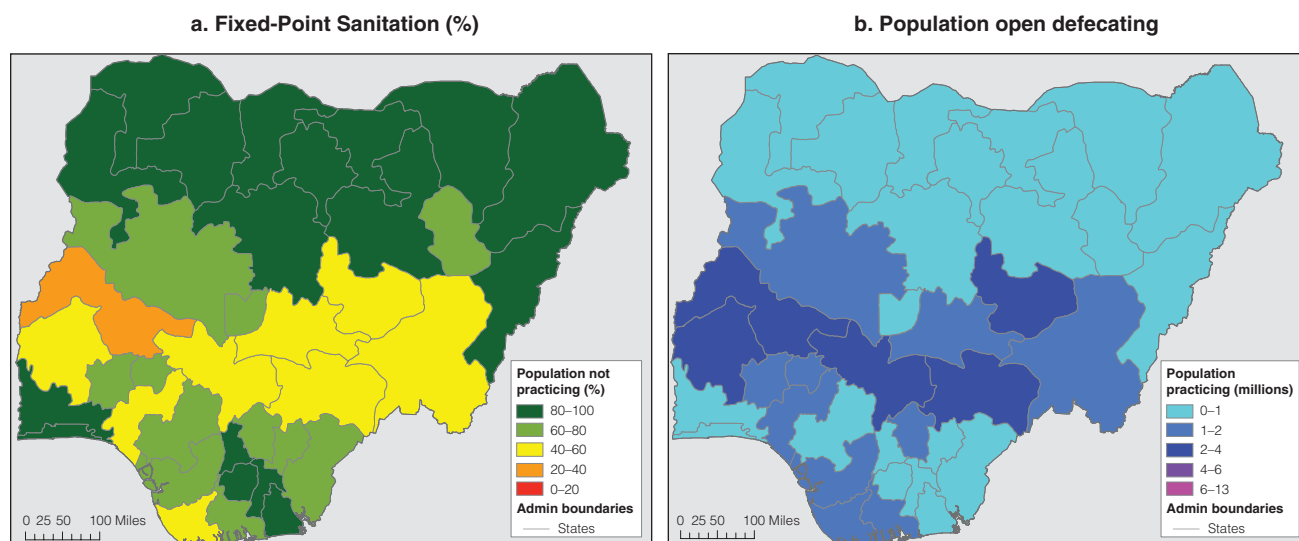 a. Fixed-Point Sanitation (%)
Population not
practicing (%)
80–100
60–80
40–60
20–40
0–20
Admin boundaries
States
0 25 50 100 Miles
b. Population open defecating
Population
practicing (millions)
0–1
1–2
2–4
4–6
6–13
Admin boundaries
States
0 25 50 100 Miles